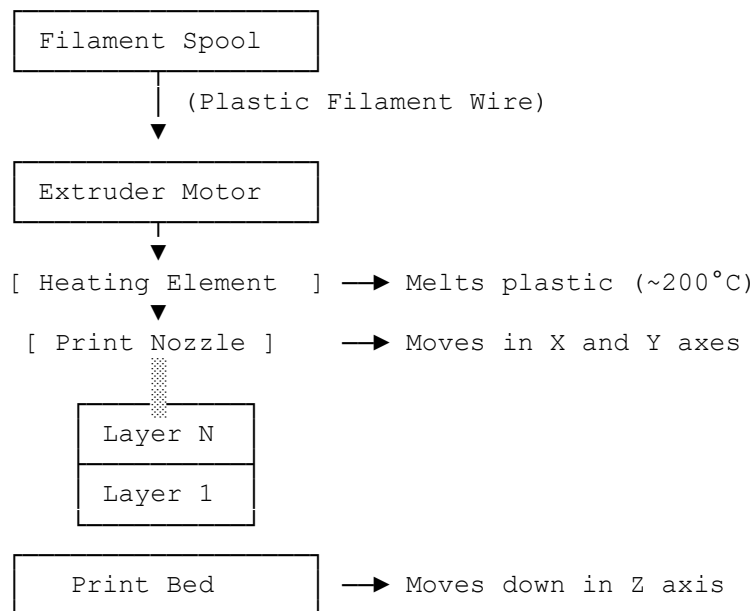 Filament Spool
(Plastic Filament Wire)
Extruder Motor
[ Heating Element ] Melts plastic (~200°C)
[ Print Nozzle ] Moves in X and Y axes
Layer N
Layer 1
Print Bed Moves down in Z axis